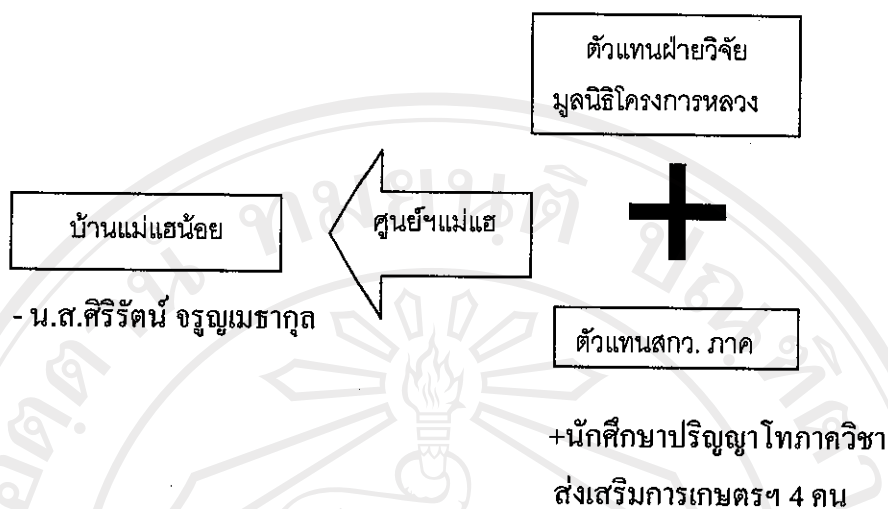 ตัวแทนฝ่ายวิจัย
มูลนิธิโครงการหลวง
บ้านแม่แฮน้อย
ศูนย์ฯแม่แฮ
- น.ส.ศิริรัตน์ จรูญเมธากุล
ตัวแทนสกว. ภาค
+นักศึกษาปริญญาโทภาควิชา
ส่งเสริมการเกษตรฯ 4 คน